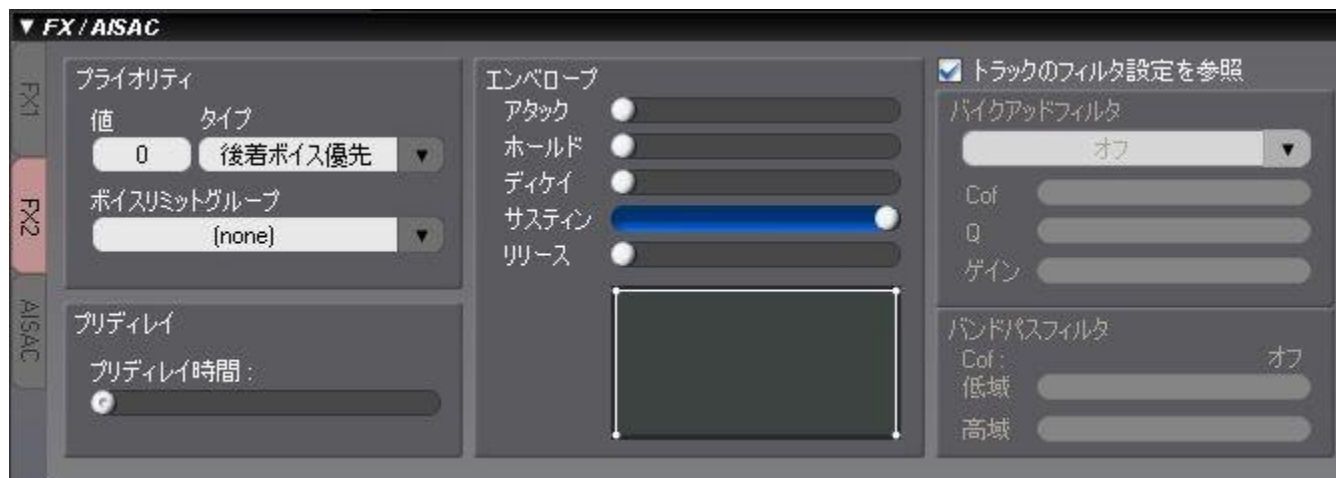 ▼ FX / AISAC
FX1
FX2
AISAC
プライオリティ
値 タイプ
0 後着ボイス優先 ▼
ボイスリミットグループ
(none) ▼
プリディレイ
プリディレイ時間 :
エンベロープ
アタック
ホールド
ディケイ
サスティン
リリース
トラックのフィルタ設定を参照
バイクアッドフィルタ
オフ ▼
Cof
Q
ゲイン
バンドパスフィルタ
Cof : オフ
低域
高域